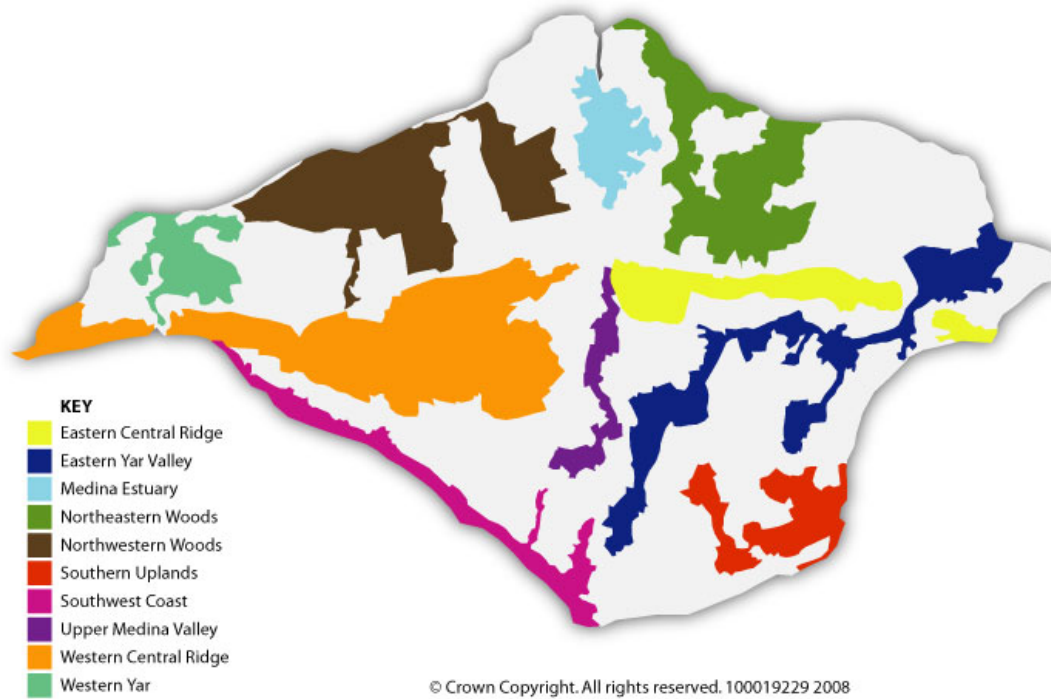 KEY
Eastern Central Ridge
Eastern Yar Valley
Medina Estuary
Northeastern Woods
Northwestern Woods
Southern Uplands
Southwest Coast
Upper Medina Valley
Western Central Ridge
Western Yar
© Crown Copyright. All rights reserved. 100019229 2008